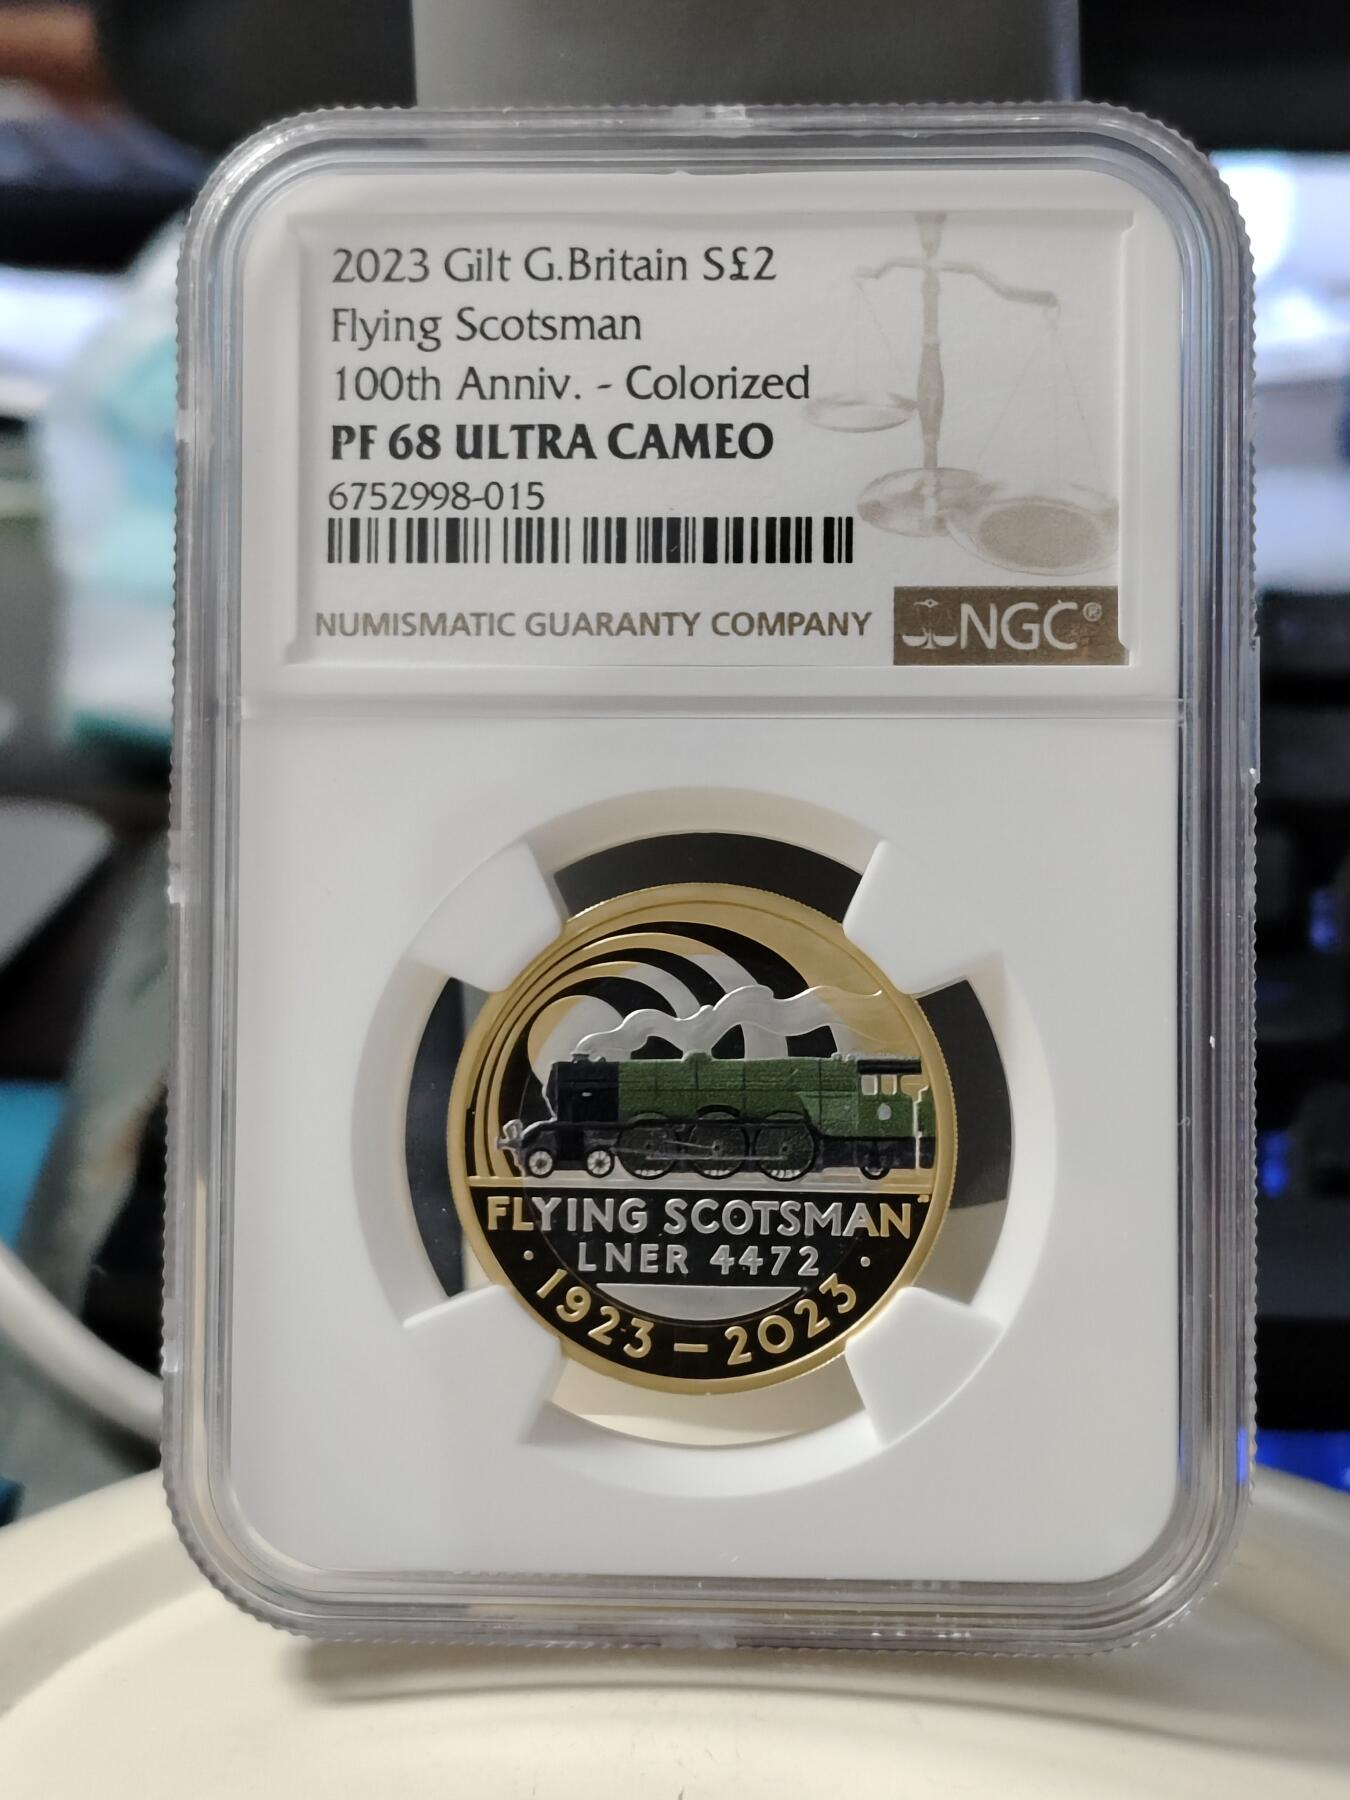 2023 Gilt G.Britain S£2
Flying Scotsman
100th Anniv. - Colorized
PF 68 ULTRA CAMEO
6752998-015
NUMISMATIC GUARANTY COMPANY
NGC®
FLYING SCOTSMAN™
LNER 4472
· 1923 – 2023 ·